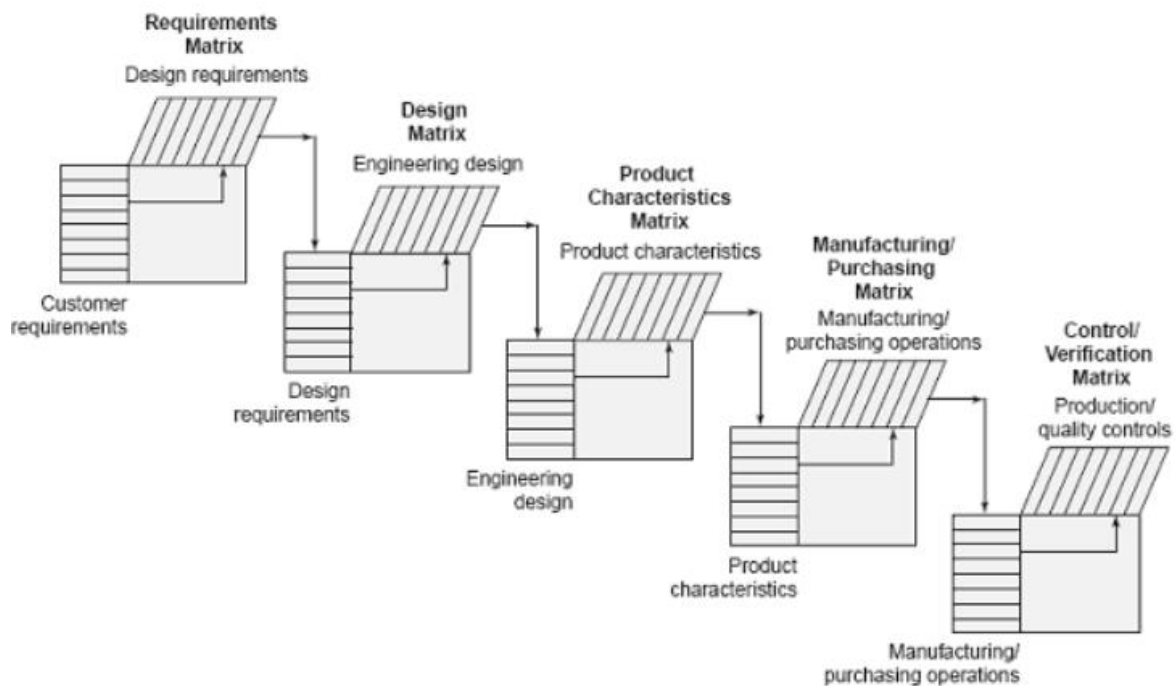 Requirements
Matrix
Design requirements
Customer
requirements
Design
Matrix
Engineering design
Design
requirements
Product
Characteristics
Matrix
Product characteristics
Engineering
design
Manufacturing/
Purchasing
Matrix
Manufacturing/
purchasing operations
Product
characteristics
Control/
Verification
Matrix
Production/
quality controls
Manufacturing/
purchasing operations